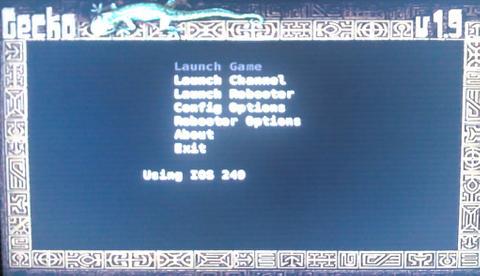 Gecko
v1.9
Launch Game
Launch Channel
Launch Rebooter
Config Options
Rebooter Options
About
Exit
Using IOS 249